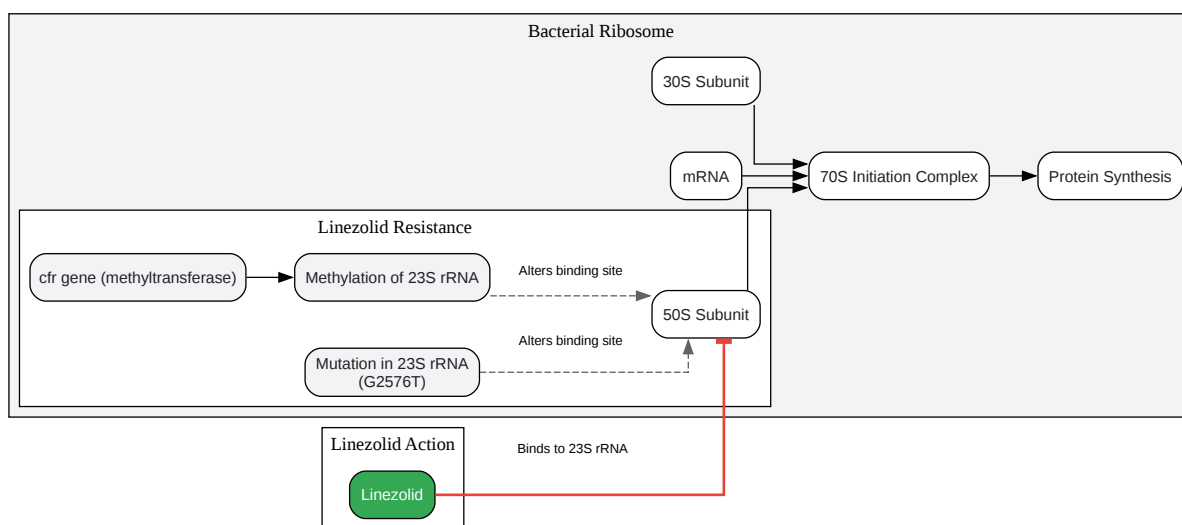 Bacterial Ribosome
30S Subunit
mRNA
70S Initiation Complex
Protein Synthesis
Linezolid Resistance
cfr gene (methyltransferase)
Methylation of 23S rRNA
Alters binding site
50S Subunit
Alters binding site
Mutation in 23S rRNA
(G2576T)
Linezolid Action
Binds to 23S rRNA
Linezolid